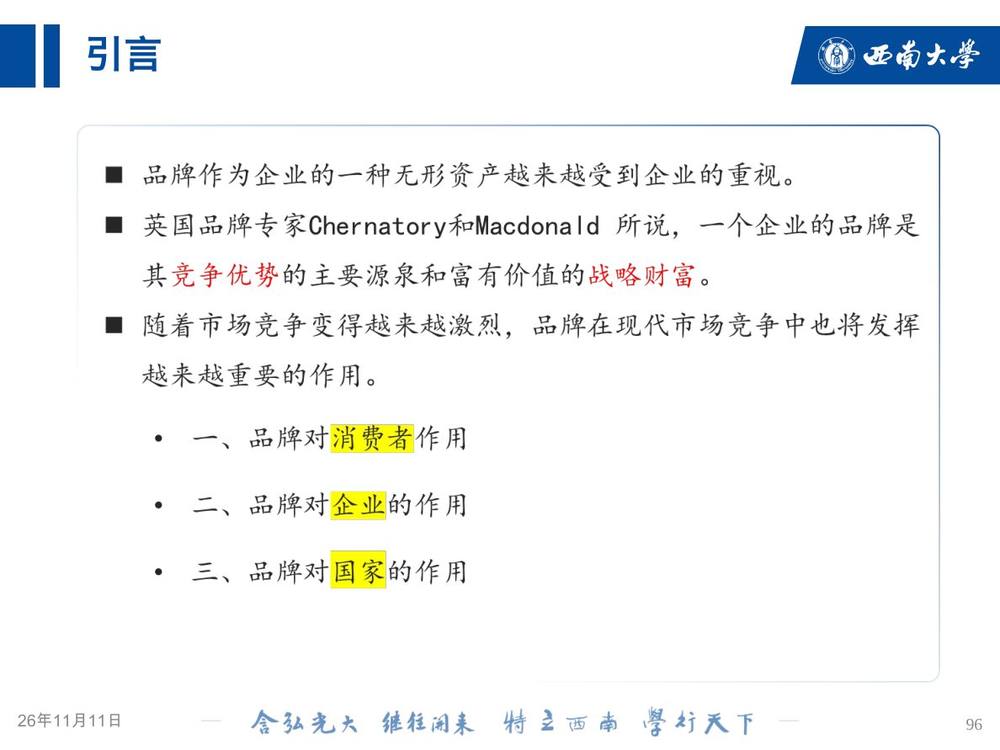 引言
西南大学
■ 品牌作为企业的一种无形资产越来越受到企业的重视。
■ 英国品牌专家Chernatory和Macdonald 所说，一个企业的品牌是
其竞争优势的主要源泉和富有价值的战略财富。
■ 随着市场竞争变得越来越激烈，品牌在现代市场竞争中也将发挥
越来越重要的作用。
• 一、品牌对消费者作用
• 二、品牌对企业的作用
• 三、品牌对国家的作用
26年11月11日
含弘光大 继往开来 特立西南 學行天下
96